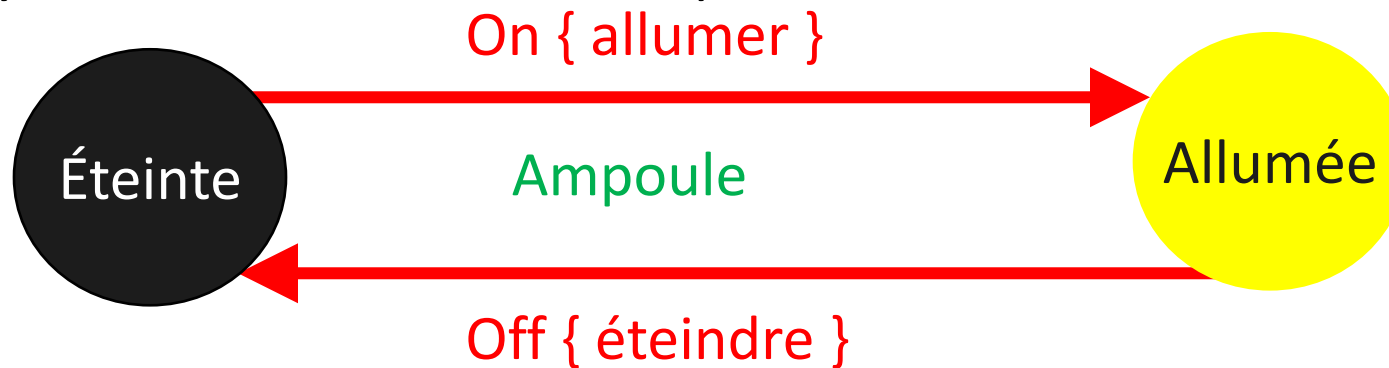 On { allumer }
Éteinte
Ampoule
Allumée
Off { éteindre }